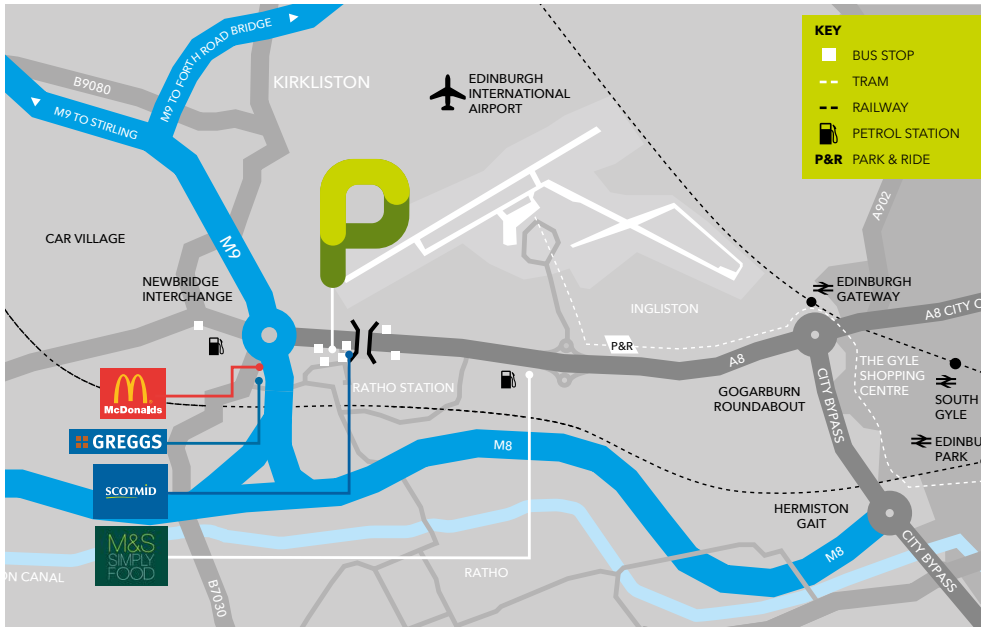 KEY
BUS STOP
TRAM
RAILWAY
PETROL STATION
P&R PARK & RIDE
M9 TO FORTH ROAD BRIDGE
KIRKLISTON
EDINBURGH
INTERNATIONAL
AIRPORT
B9080
M9 TO STIRLING
A902
CAR VILLAGE
M9
P
NEWBRIDGE
INTERCHANGE
EDINBURGH
GATEWAY
INGLISTON
A8 CITY C
P&R
A8
THE GYLE
SHOPPING
CENTRE
RATHO STATION
CITY BYPASS
GOGARBURN
ROUNDABOUT
SOUTH
GYLE
McDonalds
GREGGS
M8
EDINBU
PARK
SCOTMID
HERMISTON
GAIT
M&S
SIMPLY
FOOD
M8
CITY BYPASS
ON CANAL
B7030
RATHO